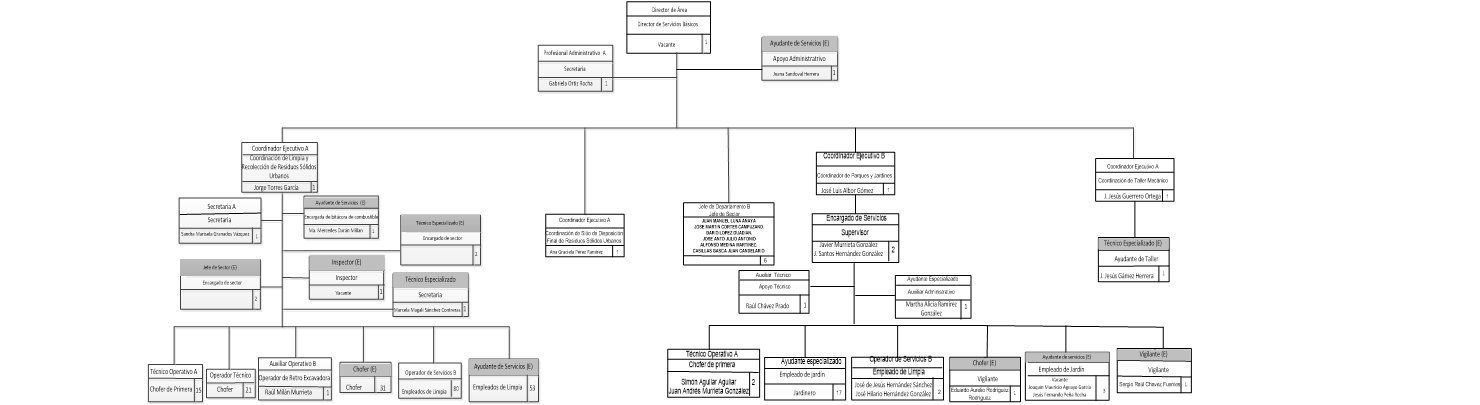 Director de Área
Director de Servicios Básicos
Vacante
1
Profesional Administrativo A
Secretaria
Gabriela Ortiz Rocha
1
Ayudante de Servicios (E)
Apoyo Administrativo
Juana Sandoval Herrera
1
Coordinador Ejecutivo A
Coordinación de Limpia y
Recolección de Residuos Sólidos
Urbanos
Jorge Torres García
1
Secretaria A
Secretaria
Sandra Marisela Granados Vázquez
1
Ayudante de Servicios (E)
Encargada de bitácora de combustible
Ma. Mercedes Durán Millan
1
Técnico Especializado (E)
Encargado de sector
2
Jefe de Sector (E)
Encargada de sector
2
Inspector (E)
Inspector
Vacante
1
Técnico Especializado
Secretaria
Marcela Magali Sánchez Contreras
1
Técnico Operativo A
Chofer de Primera
15
Operador Técnico
Chofer
21
Auxiliar Operativo B
Operador de Retro Excavadora
Raúl Milán Murrieta
1
Chofer (E)
Chofer
31
Operador de Servicios B
Empleados de Limpia
80
Ayudante de Servicios (E)
Empleados de Limpia
53
Coordinador Ejecutivo A
Coordinación de Sitio de Disposición
Final de Residuos Sólidos Urbanos
Ana Graciela Pérez Ramírez
1
Jefe de Departamento B
Jefe de Sector
JUAN MANUEL LUNA ANAYA
JOSE MARTIN CORTES CAMPUZANO.
DARIO LÓPEZ GUADIAN.
JOSE ANTO JULIO ANTONIO
ALFONSO MEDINA MARTINEZ.
CASILLAS GASCA JUAN CANDELARIO
6
Coordinador Ejecutivo B
Coordinador de Parques y Jardines
José Luis Albor Gómez
1
Encargado de Servicios
Supervisor
Javier Murrieta González
J. Santos Hernández González
2
Auxiliar Técnico
Apoyo Técnico
Raúl Chávez Prado
1
Ayudante Especializado
Auxiliar Administrativo
Martha Alicia Ramírez
González
1
Técnico Operativo A
Chofer de primera
Simón Aguilar Aguilar
Juan Andrés Murrieta González
2
Ayudante especializado
Empleado de jardín
Jardinero
17
Operador de Servicios B
Empleado de Limpia
José de Jesús Hernández Sánchez
José Hilario Hernández González
2
Chofer (E)
Vigilante
Eduardo Aurelio Rodríguez
Rodríguez
1
Ayudante de servicios (E)
Empleado de Jardín
Vacante
Joaquín Mauricio Aguayo García
Jesús Fernando Peña Rocha
3
Vigilante (E)
Vigilante
Sergio Raúl Chávez Fuerson
1
Coordinador Ejecutivo A
Coordinación de Taller Mecánico
J. Jesús Guerrero Ortega
1
Técnico Especializado (E)
Ayudante de Taller
J. Jesús Gámez Herrera
1